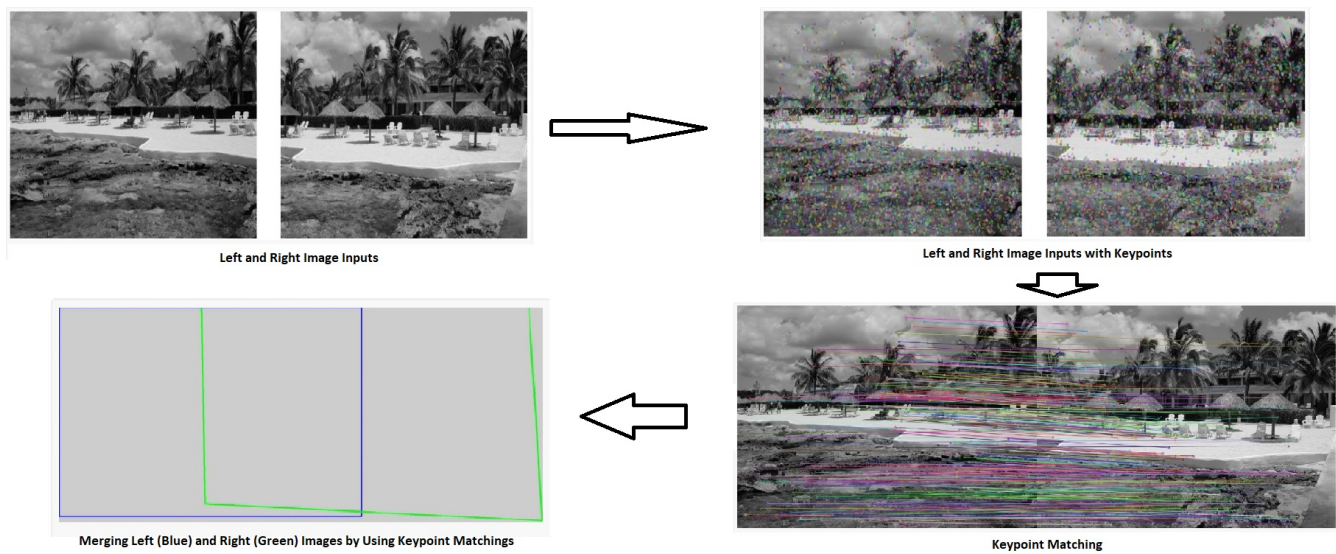 Left and Right Image Inputs
Left and Right Image Inputs with Keypoints
Merging Left (Blue) and Right (Green) Images by Using Keypoint Matchings
Keypoint Matching